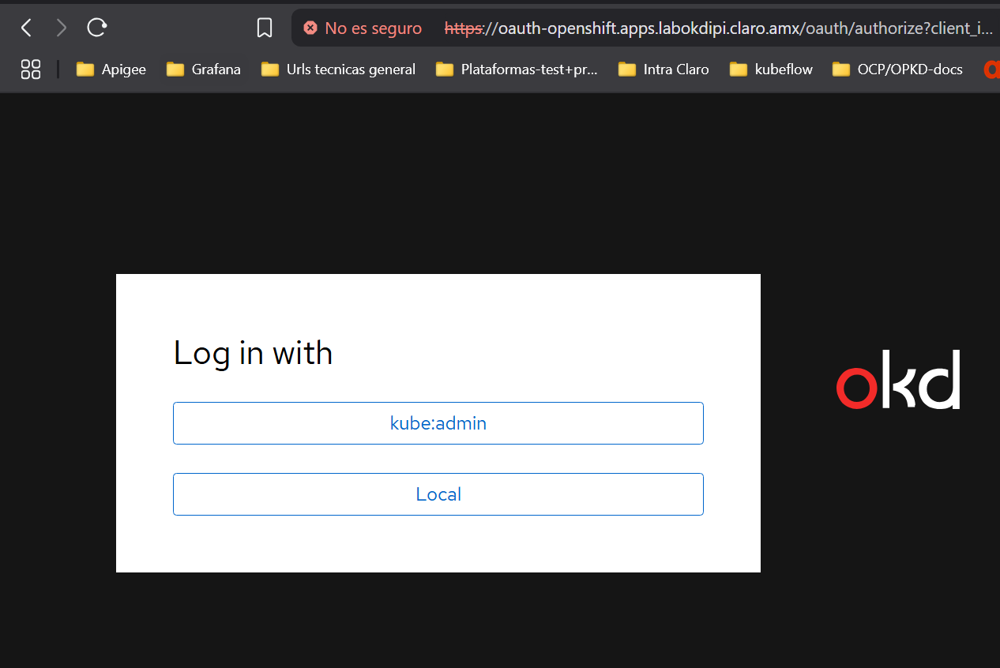 No es seguro https://oauth-openshift.apps.labokdipi.claro.amx/oauth/authorize?client_i...
Apigee Grafana Urls tecnicas general Plataformas-test+pr... Intra Claro kubeflow OCP/OPKD-docs
Log in with
kube:admin
okd
Local